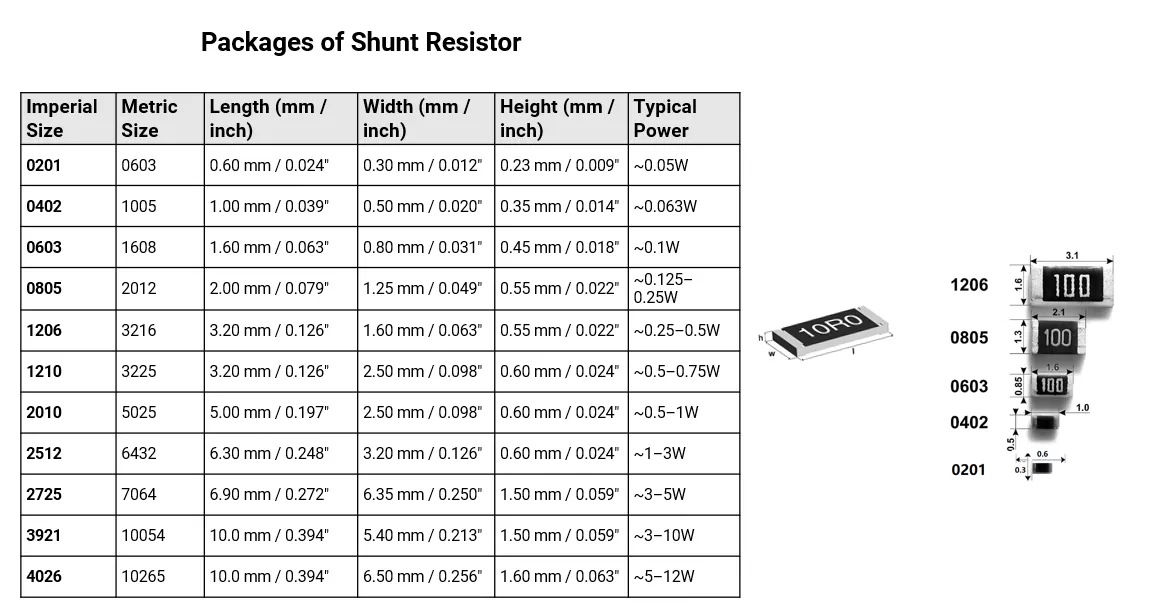 Packages of Shunt Resistor
Imperial Size Metric Size Length (mm / inch) Width (mm / inch) Height (mm / inch) Typical Power
0201 0603 0.60 mm / 0.024" 0.30 mm / 0.012" 0.23 mm / 0.009" ~0.05W
0402 1005 1.00 mm / 0.039" 0.50 mm / 0.020" 0.35 mm / 0.014" ~0.063W
0603 1608 1.60 mm / 0.063" 0.80 mm / 0.031" 0.45 mm / 0.018" ~0.1W
0805 2012 2.00 mm / 0.079" 1.25 mm / 0.049" 0.55 mm / 0.022" ~0.125–0.25W
1206 3216 3.20 mm / 0.126" 1.60 mm / 0.063" 0.55 mm / 0.022" ~0.25–0.5W
1210 3225 3.20 mm / 0.126" 2.50 mm / 0.098" 0.60 mm / 0.024" ~0.5–0.75W
2010 5025 5.00 mm / 0.197" 2.50 mm / 0.098" 0.60 mm / 0.024" ~0.5–1W
2512 6432 6.30 mm / 0.248" 3.20 mm / 0.126" 0.60 mm / 0.024" ~1–3W
2725 7064 6.90 mm / 0.272" 6.35 mm / 0.250" 1.50 mm / 0.059" ~3–5W
3921 10054 10.0 mm / 0.394" 5.40 mm / 0.213" 1.50 mm / 0.059" ~3–10W
4026 10265 10.0 mm / 0.394" 6.50 mm / 0.256" 1.60 mm / 0.063" ~5–12W
10R0
h
w
l
3.1
1206 1.6 100
2.1
0805 1.3 100
1.6
0603 0.85 100
1.0
0402
0.5
0.6
0201 0.3